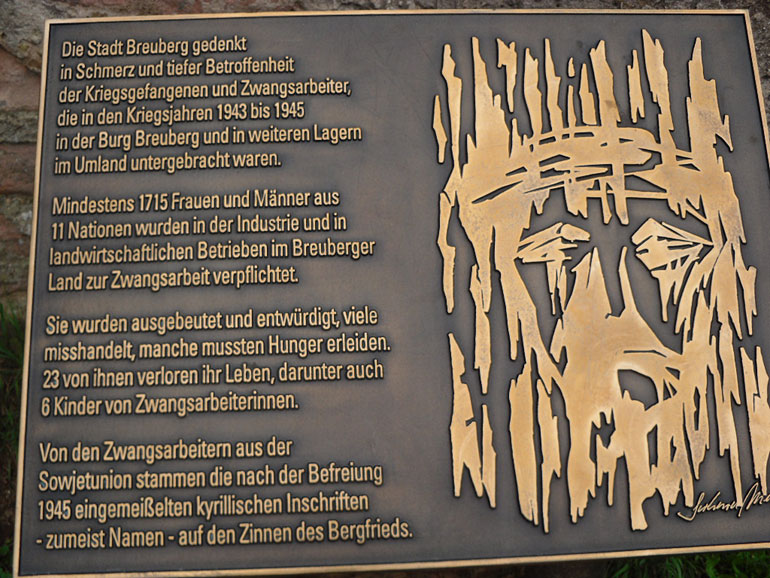 Die Stadt Breuberg gedenkt
in Schmerz und tiefer Betroffenheit
der Kriegsgefangenen und Zwangsarbeiter,
die in den Kriegsjahren 1943 bis 1945
in der Burg Breuberg und in weiteren Lagern
im Umland untergebracht waren.
Mindestens 1715 Frauen und Männer aus
11 Nationen wurden in der Industrie und in
landwirtschaftlichen Betrieben im Breuberger
Land zur Zwangsarbeit verpflichtet.
Sie wurden ausgebeutet und entwürdigt, viele
misshandelt, manche mussten Hunger erleiden.
23 von ihnen verloren ihr Leben, darunter auch
6 Kinder von Zwangsarbeiterinnen.
Von den Zwangsarbeitern aus der
Sowjetunion stammen die nach der Befreiung
1945 eingemeißelten kyrillischen Inschriften
- zumeist Namen - auf den Zinnen des Bergfrieds.